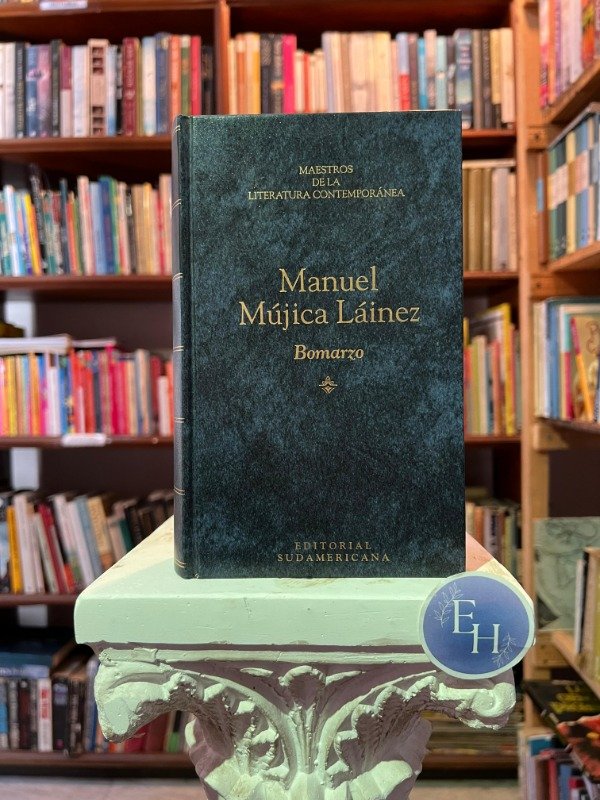 MAESTROS
DE LA
LITERATURA CONTEMPORÁNEA
Manuel
Mújica Láinez
Bomarzo
EDITORIAL
SUDAMERICANA
EH